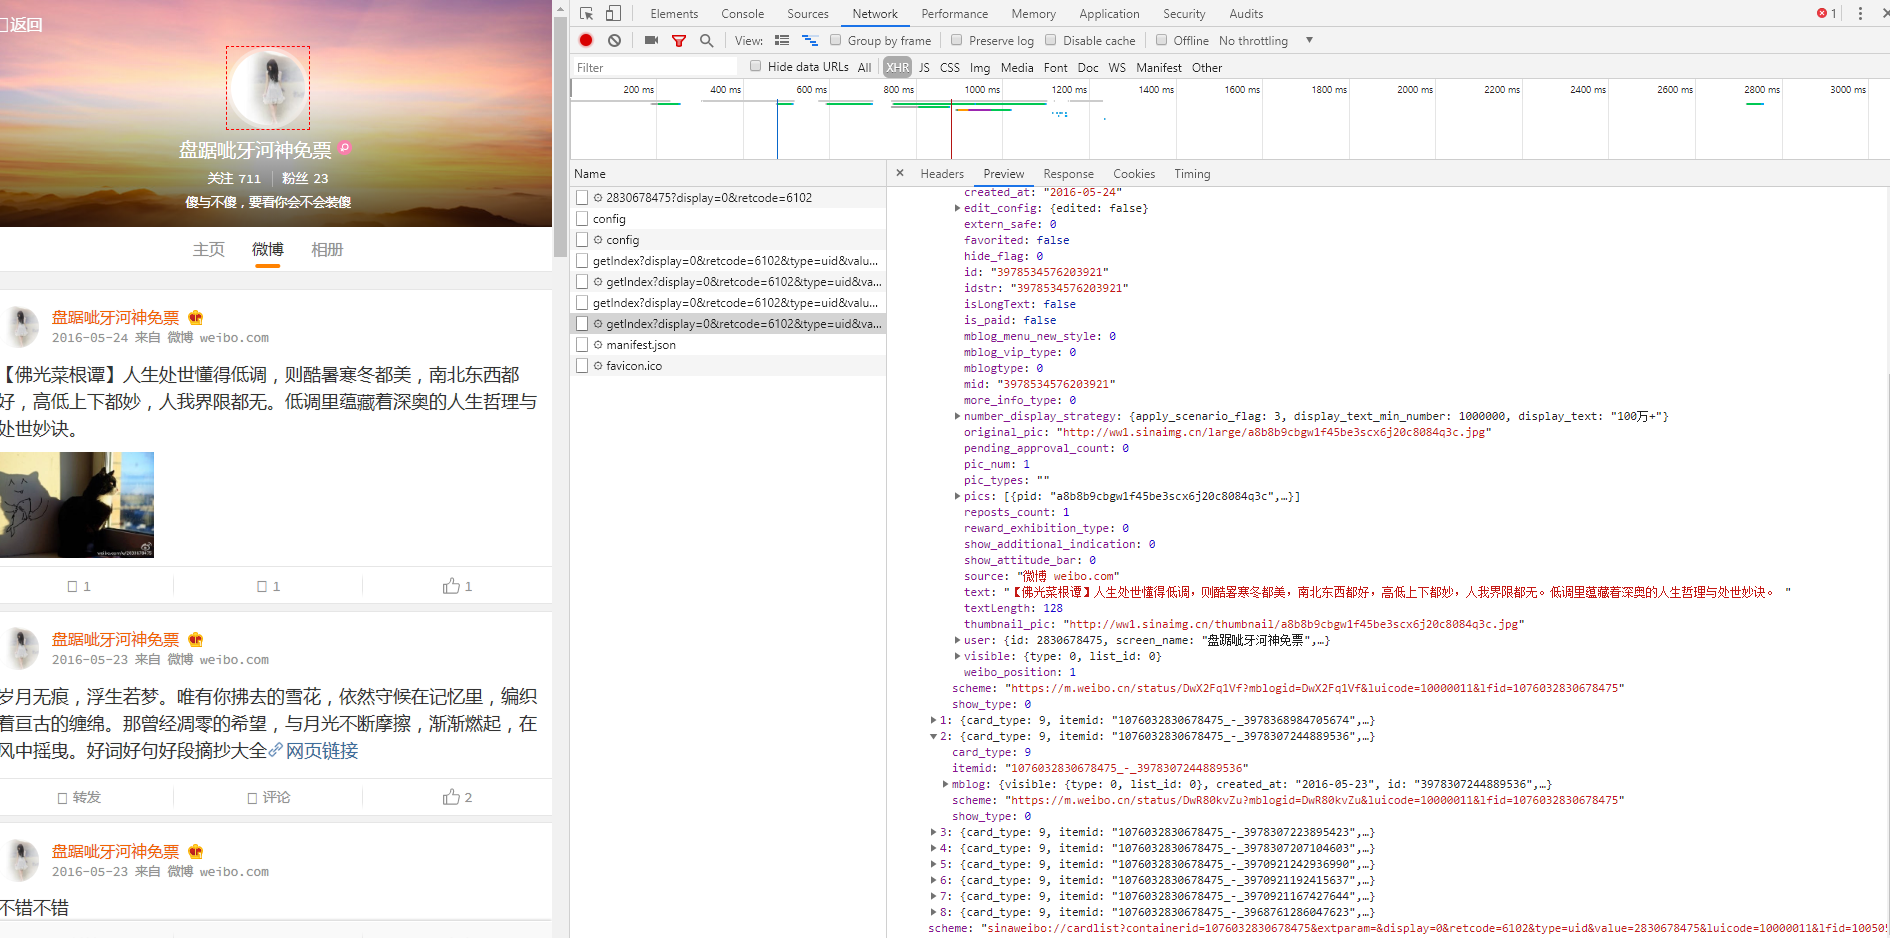 返回
盘踞呲牙河神免票
关注 711 粉丝 23
傻与不傻，要看你会不会装傻
主页 微博 相册
盘踞呲牙河神免票
2016-05-24 来自 微博 weibo.com
【佛光菜根谭】人生处世懂得低调，则酷暑寒冬都美，南北东西都
好，高低上下都妙，人我界限都无。低调里蕴藏着深奥的人生哲理与
处世妙诀。
1 1 1
盘踞呲牙河神免票
2016-05-23 来自 微博 weibo.com
岁月无痕，浮生若梦。唯有你拂去的雪花，依然守候在记忆里，编织
着亘古的缠绵。那曾经凋零的希望，与月光不断摩擦，渐渐燃起，在
风中摇曳。好词好句好段摘抄大全网页链接
转发 评论 2
盘踞呲牙河神免票
2016-05-23 来自 微博 weibo.com
不错不错
Elements Console Sources Network Performance Memory Application Security Audits 1
View: Group by frame Preserve log Disable cache Offline No throttling
Filter Hide data URLs All XHR JS CSS Img Media Font Doc WS Manifest Other
200 ms 400 ms 600 ms 800 ms 1000 ms 1200 ms 1400 ms 1600 ms 1800 ms 2000 ms 2200 ms 2400 ms 2600 ms 2800 ms 3000 ms
Name
2830678475?display=0&retcode=6102
config
config
getIndex?display=0&retcode=6102&type=uid&valu...
getIndex?display=0&retcode=6102&type=uid&va...
getIndex?display=0&retcode=6102&type=uid&valu...
getIndex?display=0&retcode=6102&type=uid&va...
manifest.json
favicon.ico
× Headers Preview Response Cookies Timing
created_at: "2016-05-24"
edit_config: {edited: false}
extern_safe: 0
favorited: false
hide_flag: 0
id: "3978534576203921"
idstr: "3978534576203921"
isLongText: false
is_paid: false
mblog_menu_new_style: 0
mblog_vip_type: 0
mblogtype: 0
mid: "3978534576203921"
more_info_type: 0
number_display_strategy: {apply_scenario_flag: 3, display_text_min_number: 1000000, display_text: "100万+"}
original_pic: "http://ww1.sinaimg.cn/large/a8b8b9cbgw1f45be3scx6j20c8084q3c.jpg"
pending_approval_count: 0
pic_num: 1
pic_types: ""
pics: [{pid: "a8b8b9cbgw1f45be3scx6j20c8084q3c",…}]
reposts_count: 1
reward_exhibition_type: 0
show_additional_indication: 0
show_attitude_bar: 0
source: "微博 weibo.com"
text: "【佛光菜根谭】人生处世懂得低调，则酷暑寒冬都美，南北东西都好，高低上下都妙，人我界限都无。低调里蕴藏着深奥的人生哲理与处世妙诀。 "
textLength: 128
thumbnail_pic: "http://ww1.sinaimg.cn/thumbnail/a8b8b9cbgw1f45be3scx6j20c8084q3c.jpg"
user: {id: 2830678475, screen_name: "盘踞呲牙河神免票",…}
visible: {type: 0, list_id: 0}
weibo_position: 1
scheme: "https://m.weibo.cn/status/DwX2Fq1Vf?mblogid=DwX2Fq1Vf&luicode=10000011&lfid=1076032830678475"
show_type: 0
1: {card_type: 9, itemid: "1076032830678475_-_3978368984705674",…}
2: {card_type: 9, itemid: "1076032830678475_-_3978307244889536",…}
card_type: 9
itemid: "1076032830678475_-_3978307244889536"
mblog: {visible: {type: 0, list_id: 0}, created_at: "2016-05-23", id: "3978307244889536",…}
scheme: "https://m.weibo.cn/status/DwR80kvZu?mblogid=DwR80kvZu&luicode=10000011&lfid=1076032830678475"
show_type: 0
3: {card_type: 9, itemid: "1076032830678475_-_3978307223895423",…}
4: {card_type: 9, itemid: "1076032830678475_-_3978307207104603",…}
5: {card_type: 9, itemid: "1076032830678475_-_3970921242936990",…}
6: {card_type: 9, itemid: "1076032830678475_-_3970921192415637",…}
7: {card_type: 9, itemid: "1076032830678475_-_3970921167427644",…}
8: {card_type: 9, itemid: "1076032830678475_-_3968761286047623",…}
scheme: "sinaweibo://cardlist?containerid=1076032830678475&extparam=&display=0&retcode=6102&type=uid&value=2830678475&luicode=10000011&lfid=100505